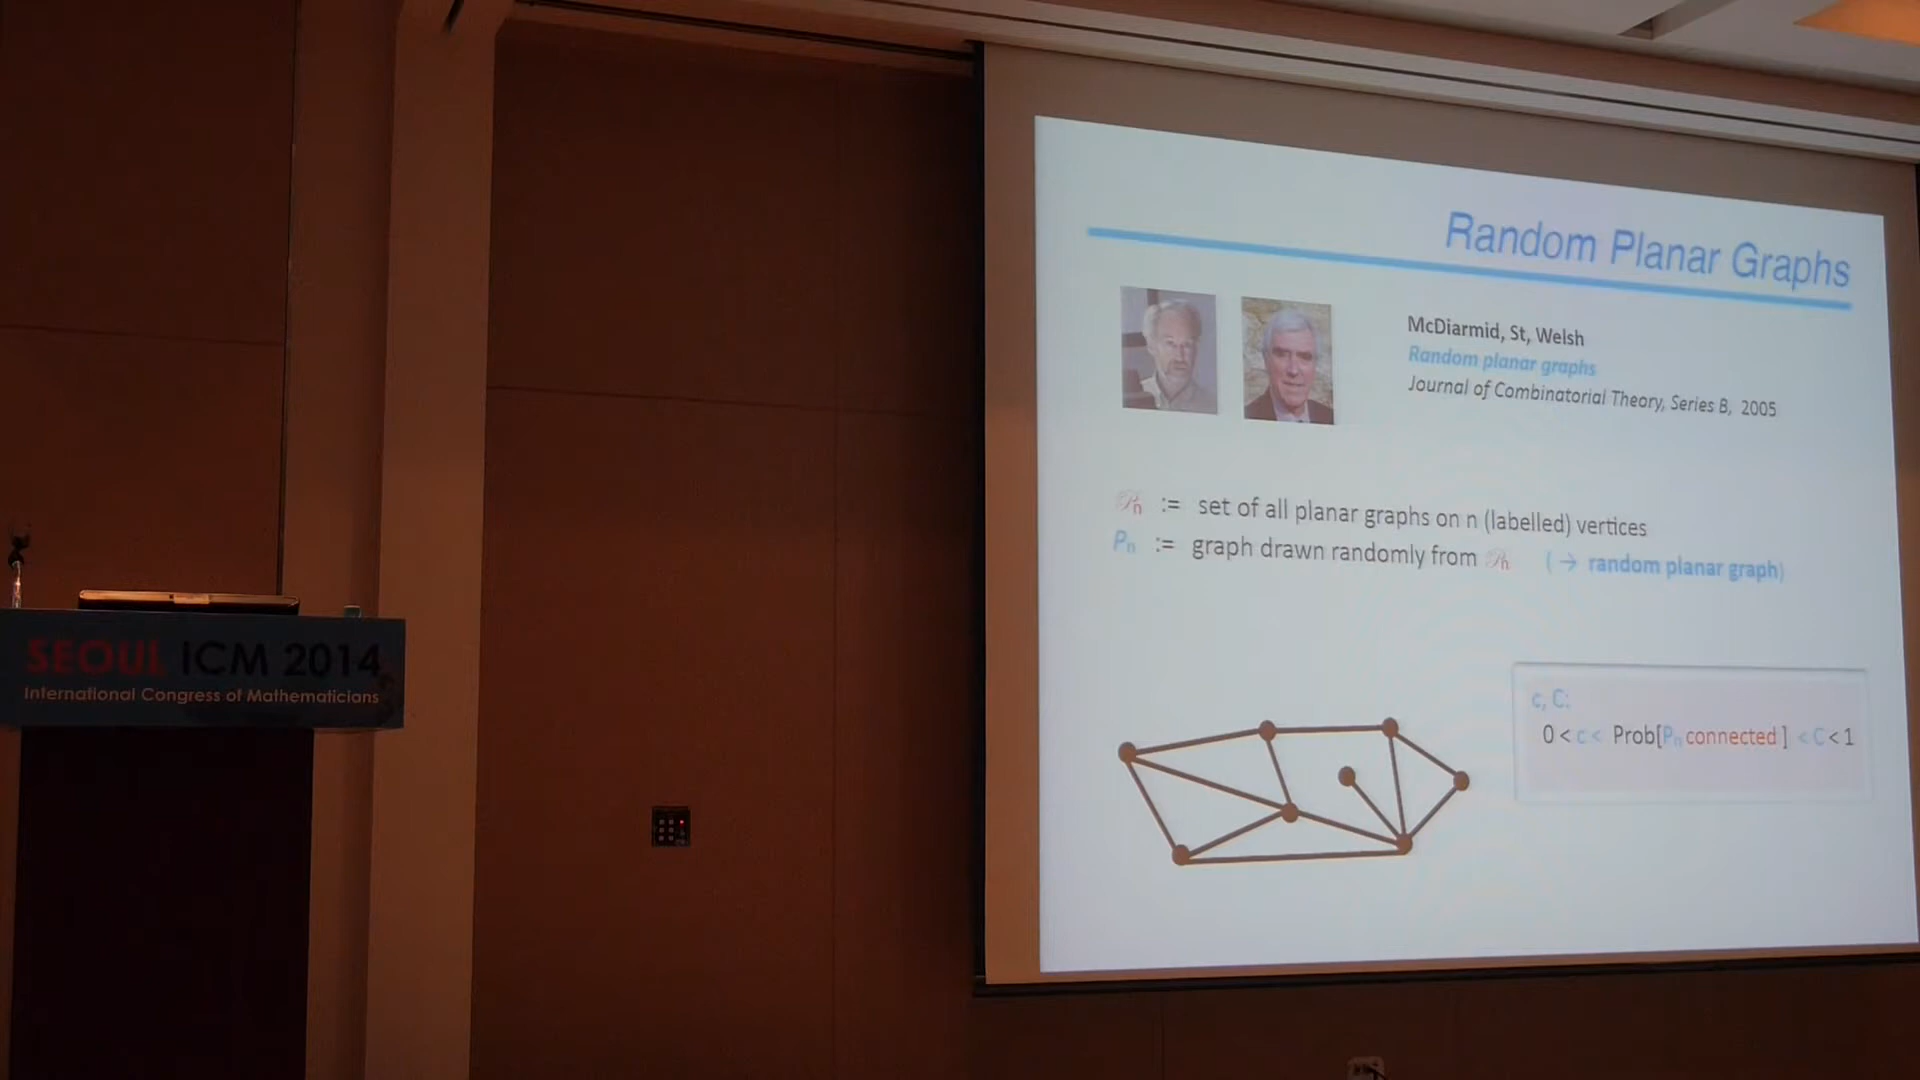 Random Planar Graphs
McDiarmid, St, Welsh
Random planar graphs
Journal of Combinatorial Theory, Series B, 2005
𝒫n := set of all planar graphs on n (labelled) vertices
Pn := graph drawn randomly from 𝒫n ( → random planar graph)
c, C:
0 < c < Prob[Pn connected ] < C < 1
SEOUL ICM 2014
International Congress of Mathematicians